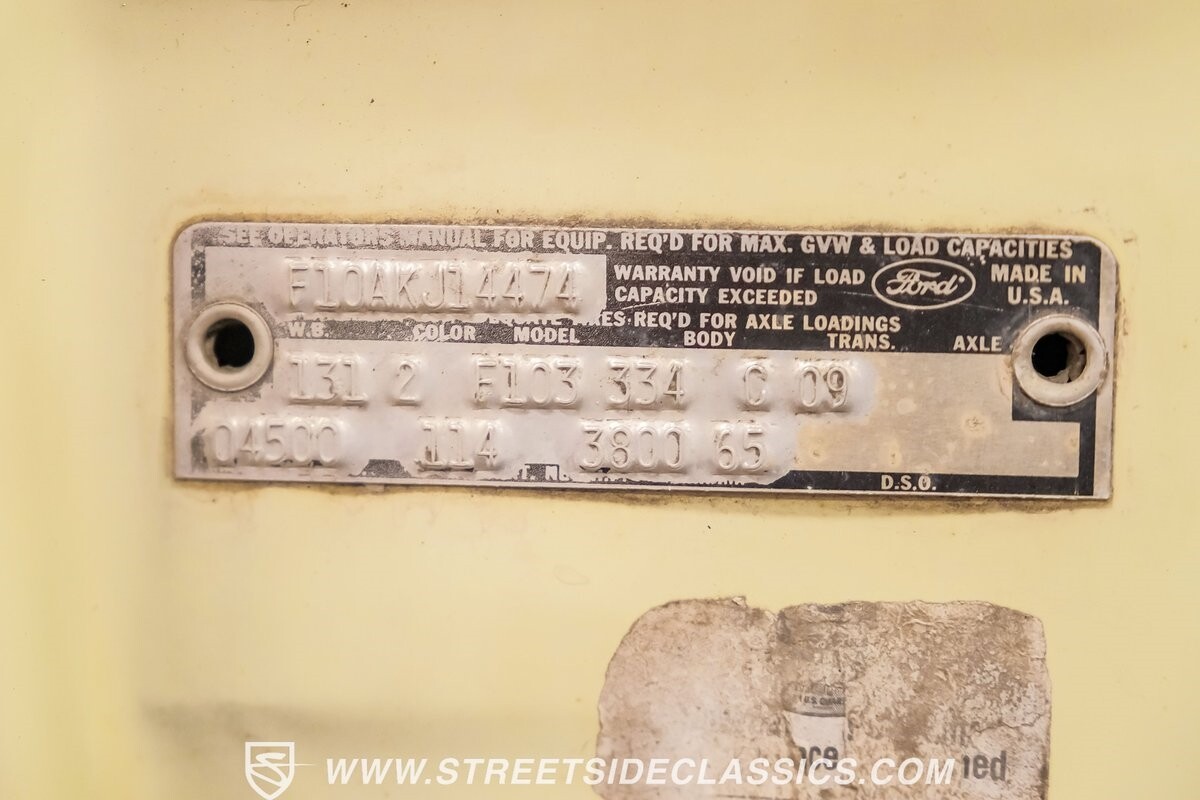 SEE OPERATORS MANUAL FOR EQUIP. REQ'D FOR MAX. GVW & LOAD CAPACITIES
F10AKJ14474
WARRANTY VOID IF LOAD
CAPACITY EXCEEDED
Ford
MADE IN
U.S.A.
REQ'D FOR AXLE LOADINGS
W.B. COLOR MODEL BODY TRANS. AXLE
131 2 F103 334 C 09
04500 114 3800 65
D.S.O.
WWW.STREETSIDECLASSICS.COM